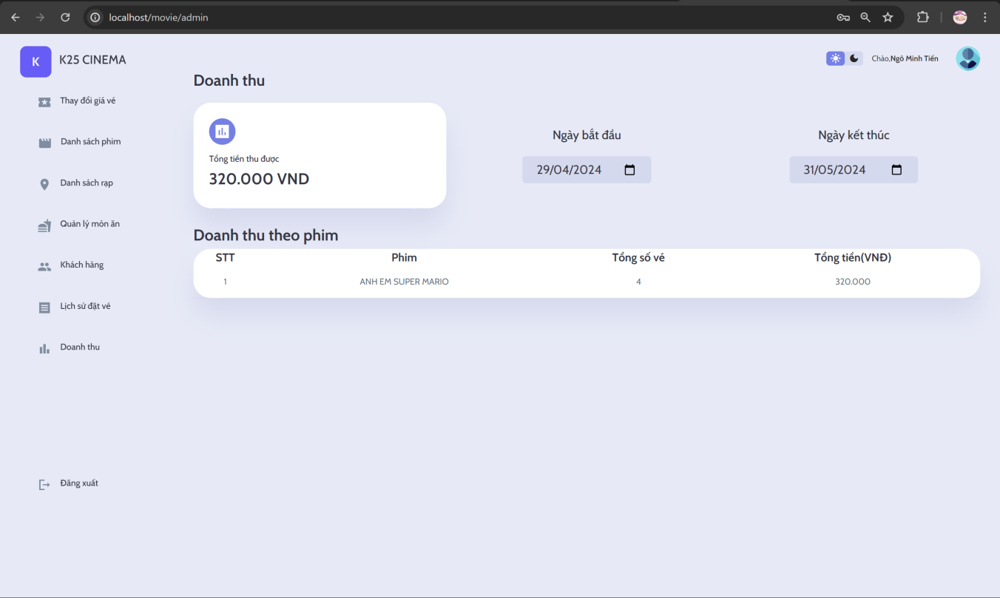 localhost/movie/admin
K
K25 CINEMA
Chào,Ngô Minh Tiến
Thay đổi giá vé
Danh sách phim
Danh sách rạp
Quản lý món ăn
Khách hàng
Lịch sử đặt vé
Doanh thu
Đăng xuất
Doanh thu
Tổng tiền thu được
320.000 VND
Ngày bắt đầu
29/04/2024
Ngày kết thúc
31/05/2024
Doanh thu theo phim
STT Phim Tổng số vé Tổng tiền(VNĐ)
1 ANH EM SUPER MARIO 4 320.000